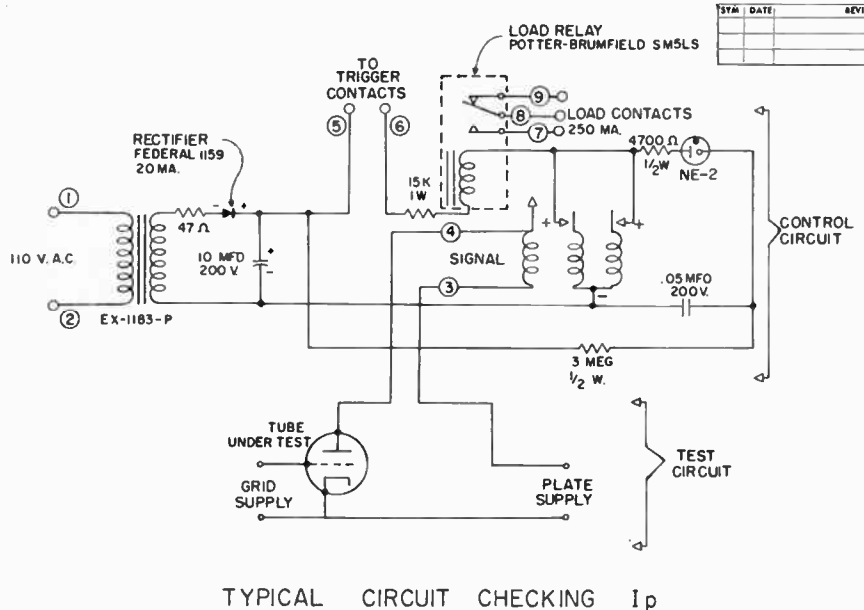 SYM DATE REVI
LOAD RELAY
POTTER-BRUMFIELD SM5LS
TO
TRIGGER
CONTACTS
5 6
9
8 LOAD CONTACTS
7 250 MA.
RECTIFIER
FEDERAL 1159
20 MA.
4700 Ω
1/2W
NE-2
15K
1W
1
- +
47 Ω
4
+ +
SIGNAL
CONTROL
CIRCUIT
110 V. A.C.
10 MFD
200 V.
+
-
3
-
.05 MFD
200V.
2
EX-1183-P
3 MEG
1/2 W.
TUBE
UNDER TEST
GRID
SUPPLY
PLATE
SUPPLY
TEST
CIRCUIT
TYPICAL CIRCUIT CHECKING Ip